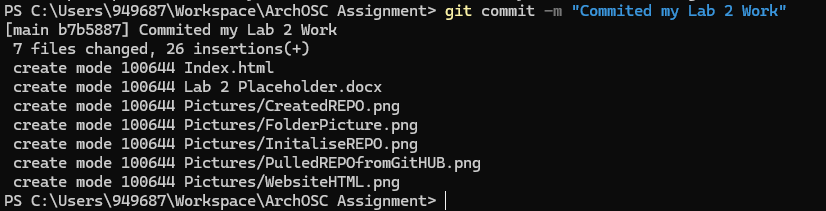 PS C:\Users\949687\Workspace\ArchOSC Assignment> git commit -m "Commited my Lab 2 Work"
[main b7b5887] Commited my Lab 2 Work
 7 files changed, 26 insertions(+)
 create mode 100644 Index.html
 create mode 100644 Lab 2 Placeholder.docx
 create mode 100644 Pictures/CreatedREPO.png
 create mode 100644 Pictures/FolderPicture.png
 create mode 100644 Pictures/InitaliseREPO.png
 create mode 100644 Pictures/PulledREPOfromGitHUB.png
 create mode 100644 Pictures/WebsiteHTML.png
PS C:\Users\949687\Workspace\ArchOSC Assignment>